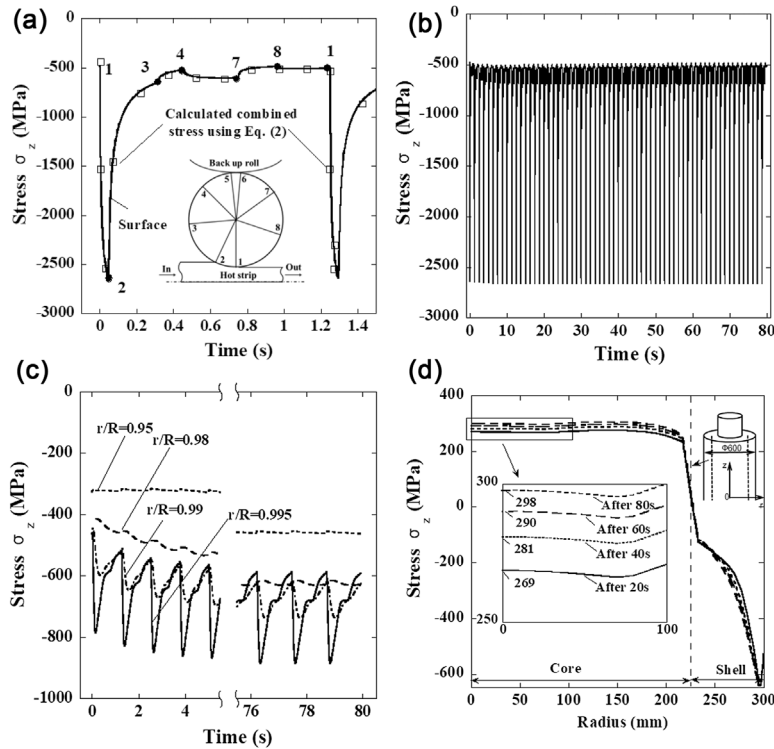 (a)
0
-500
-1000
-1500
-2000
-2500
-3000
Stress σ z (MPa)
1
3
4
7
8
1
2
Calculated combined
stress using Eq. (2)
Surface
Back up roll
5
6
4
7
3
8
2
1
In
Hot strip
Out
0
0.2
0.4
0.6
0.8
1
1.2
1.4
Time (s)
(b)
0
-500
-1000
-1500
-2000
-2500
-3000
Stress σ z (MPa)
0
10
20
30
40
50
60
70
80
Time (s)
(c)
0
-200
-400
-600
-800
-1000
Stress σ z (MPa)
r/R=0.95
r/R=0.98
r/R=0.99
r/R=0.995
0
2
4
76
78
80
Time (s)
(d)
400
200
0
-200
-400
-600
Stress σ z (MPa)
300
298
290
281
269
250
0
100
After 80s
After 60s
After 40s
After 20s
Φ600
z
0
r
Core
Shell
0
50
100
150
200
250
300
Radius (mm)